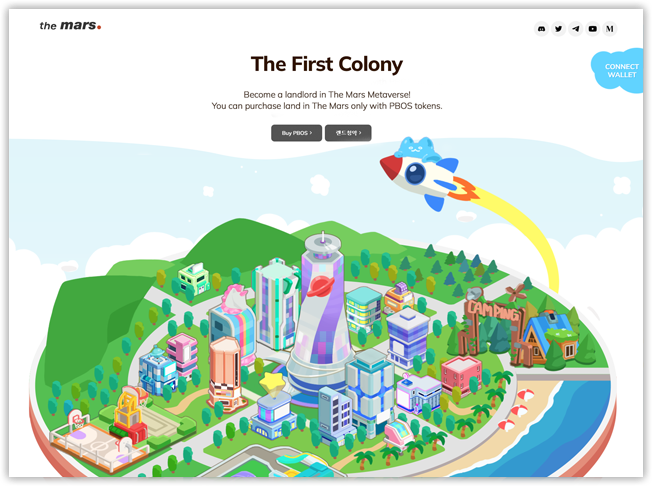 the mars.
The First Colony
CONNECT
WALLET
Become a landlord in The Mars Metaverse!
You can purchase land in The Mars only with PBOS tokens.
Buy PBOS >
랜드청약 >
CAMPING